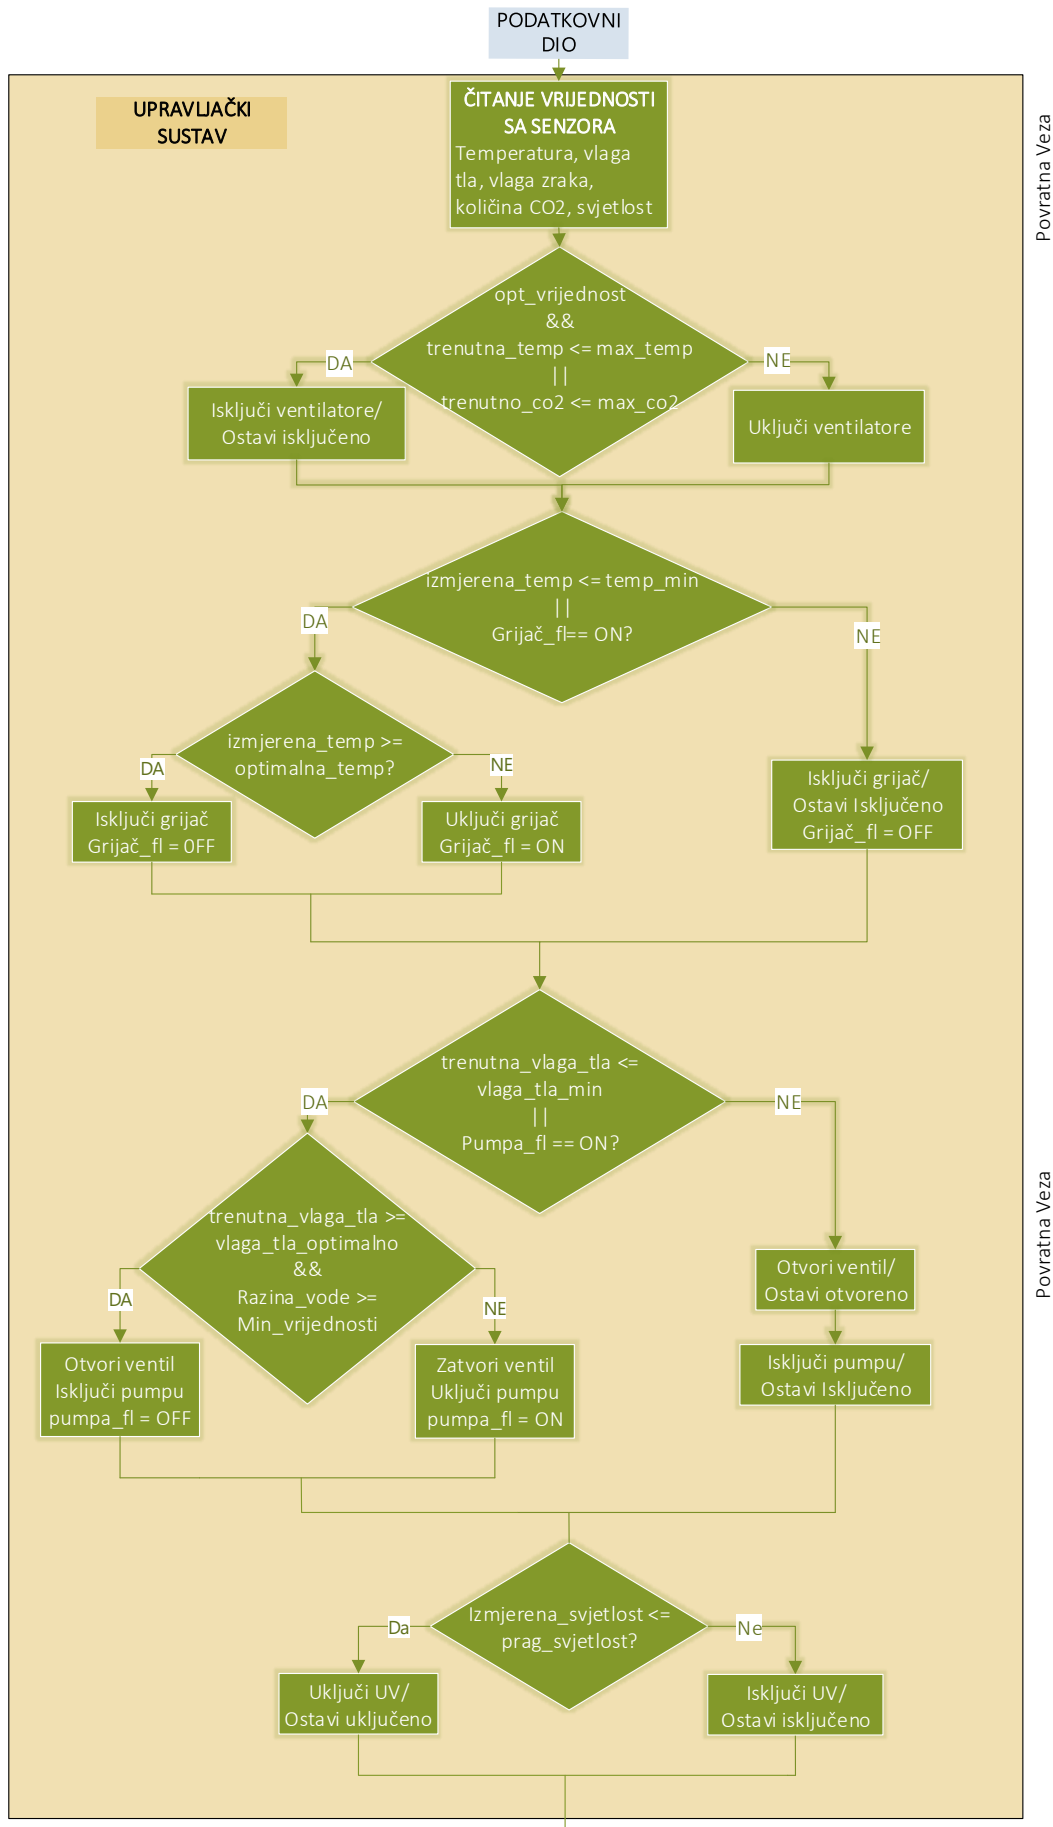 PODATKOVNI
DIO
UPRAVLJAČKI
SUSTAV
ČITANJE VRIJEDNOSTI
SA SENZORA
Temperatura, vlaga
tla, vlaga zraka,
količina CO2, svjetlost
Povratna Veza
opt_vrijednost
&&
trenutna_temp <= max_temp
||
trenutno_co2 <= max_co2
DA
NE
Isključi ventilatore/
Ostavi isključeno
Uključi ventilatore
izmjerena_temp <= temp_min
||
Grijač_fl== ON?
DA
NE
izmjerena_temp >=
optimalna_temp?
DA
NE
Isključi grijač
Grijač_fl = 0FF
Uključi grijač
Grijač_fl = ON
Isključi grijač/
Ostavi Isključeno
Grijač_fl = OFF
trenutna_vlaga_tla <=
vlaga_tla_min
||
Pumpa_fl == ON?
DA
NE
trenutna_vlaga_tla >=
vlaga_tla_optimalno
&&
Razina_vode >=
Min_vrijednosti
Povratna Veza
DA
NE
Otvori ventil/
Ostavi otvoreno
Otvori ventil
Isključi pumpu
pumpa_fl = OFF
Zatvori ventil
Uključi pumpu
pumpa_fl = ON
Isključi pumpu/
Ostavi Isključeno
Izmjerena_svjetlost <=
prag_svjetlost?
Da
Ne
Uključi UV/
Ostavi uključeno
Isključi UV/
Ostavi isključeno